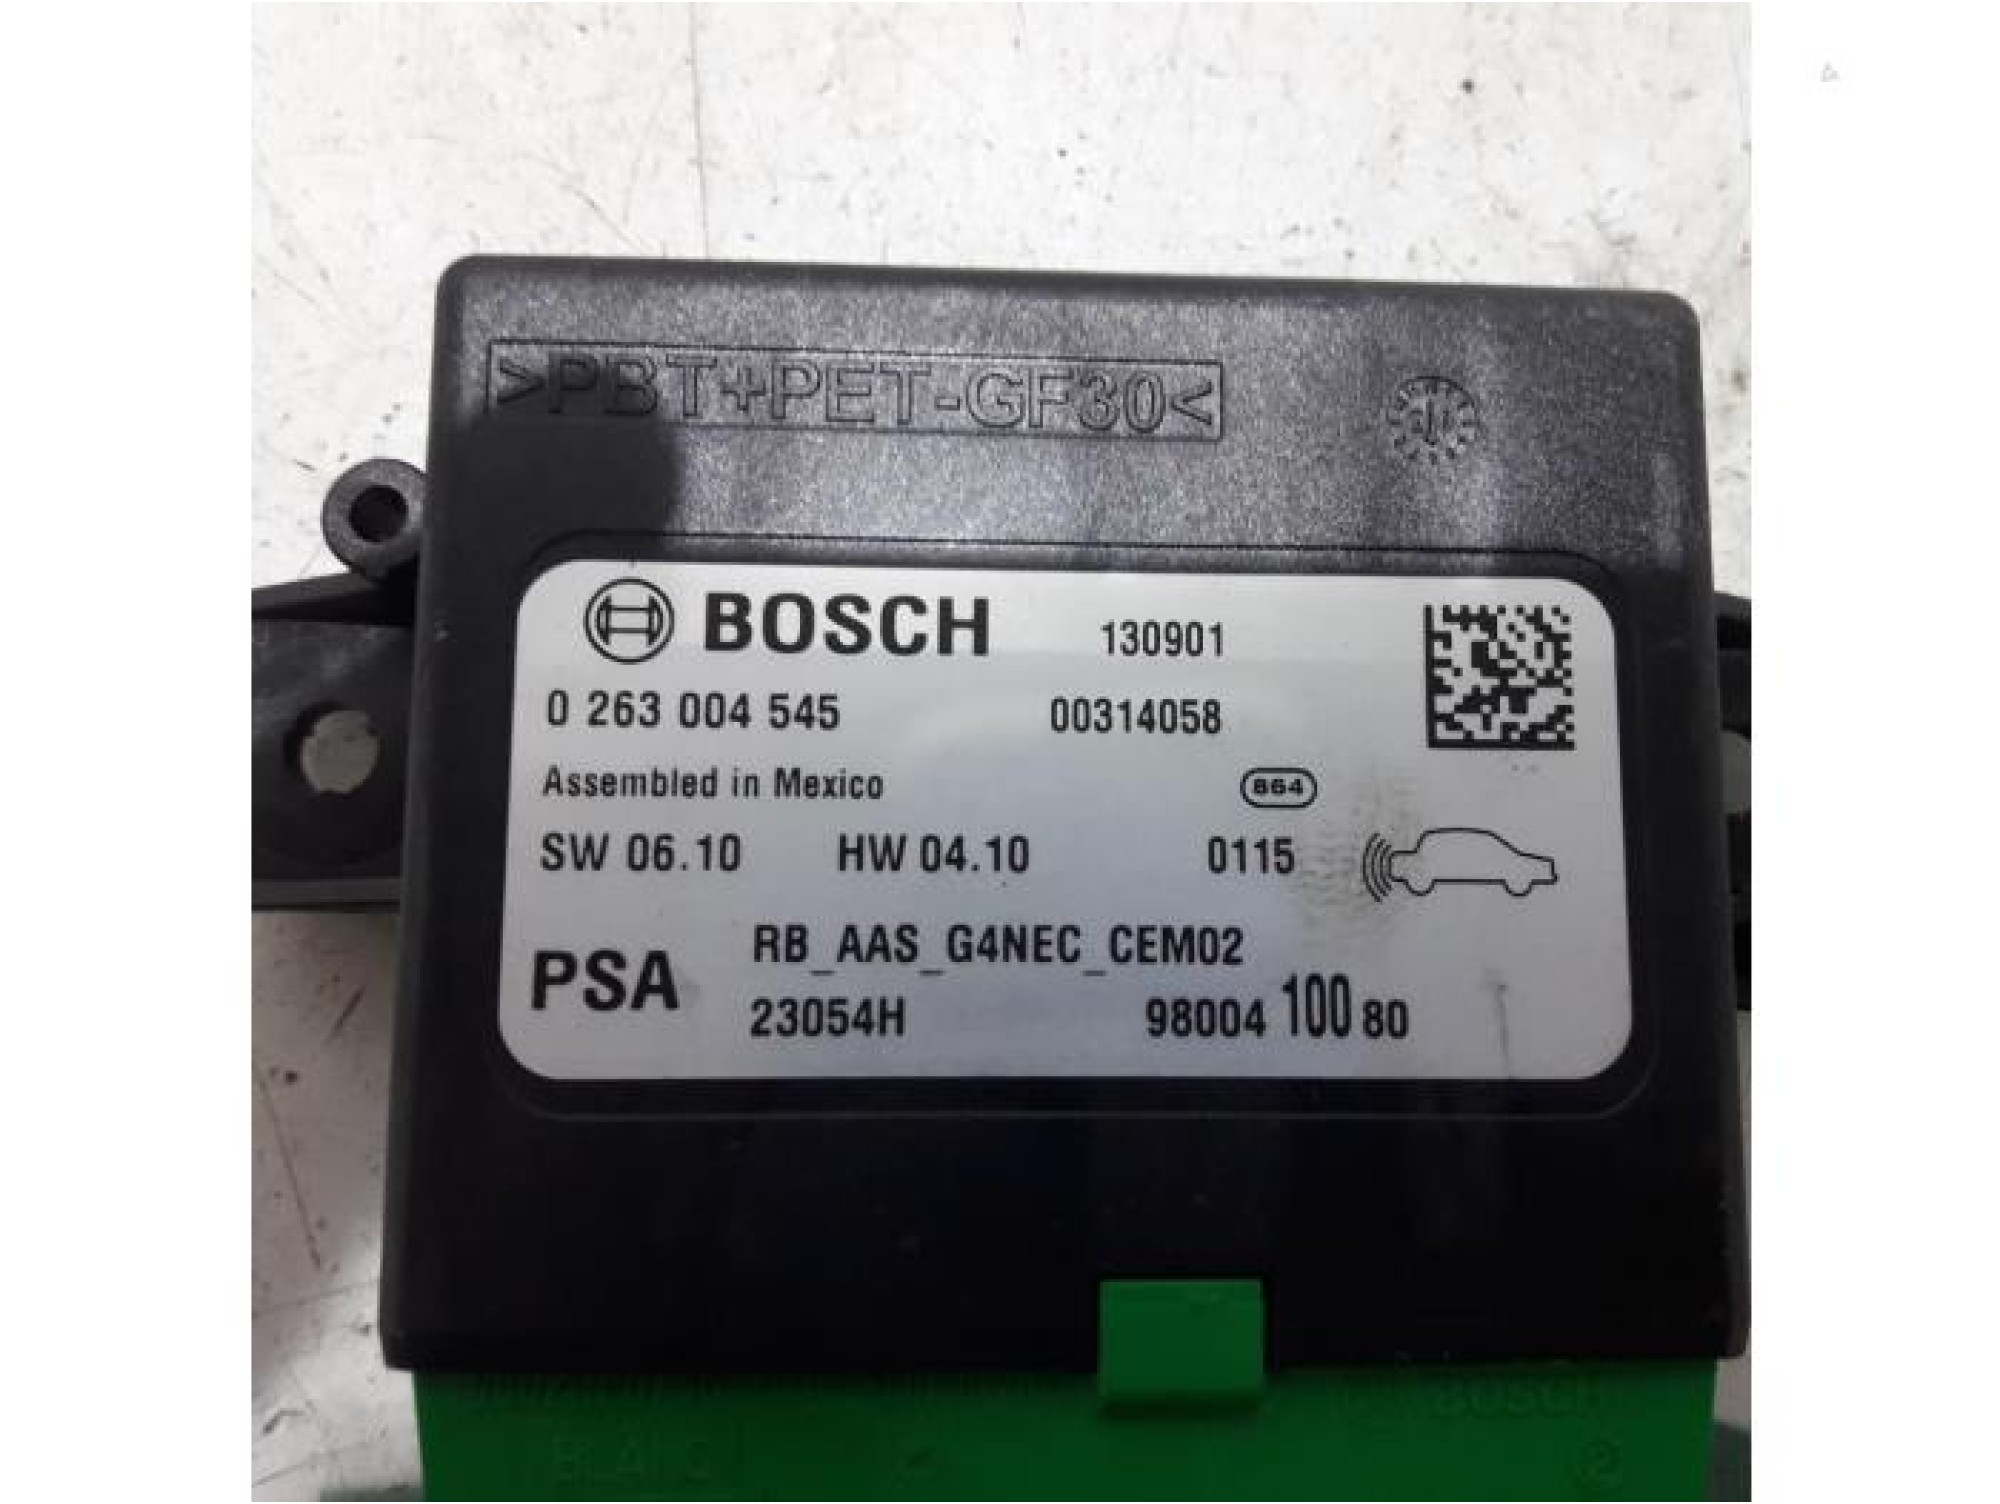 >PBT+PET-GF30<
BOSCH 130901
0 263 004 545 00314058
Assembled in Mexico 864
SW 06.10 HW 04.10 0115
PSA RB_AAS_G4NEC_CEM02
23054H 98004 100 80
BOSCH
2